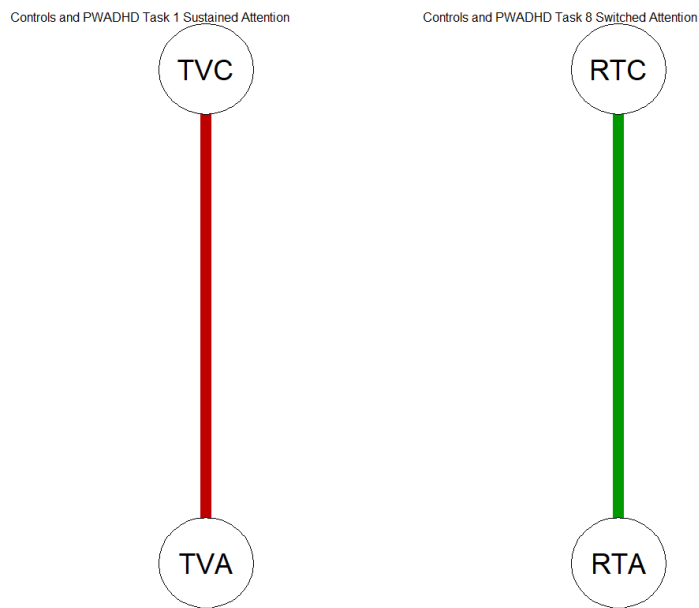 Controls and PWADHD Task 1 Sustained Attention
TVC
TVA
Controls and PWADHD Task 8 Switched Attention
RTC
RTA